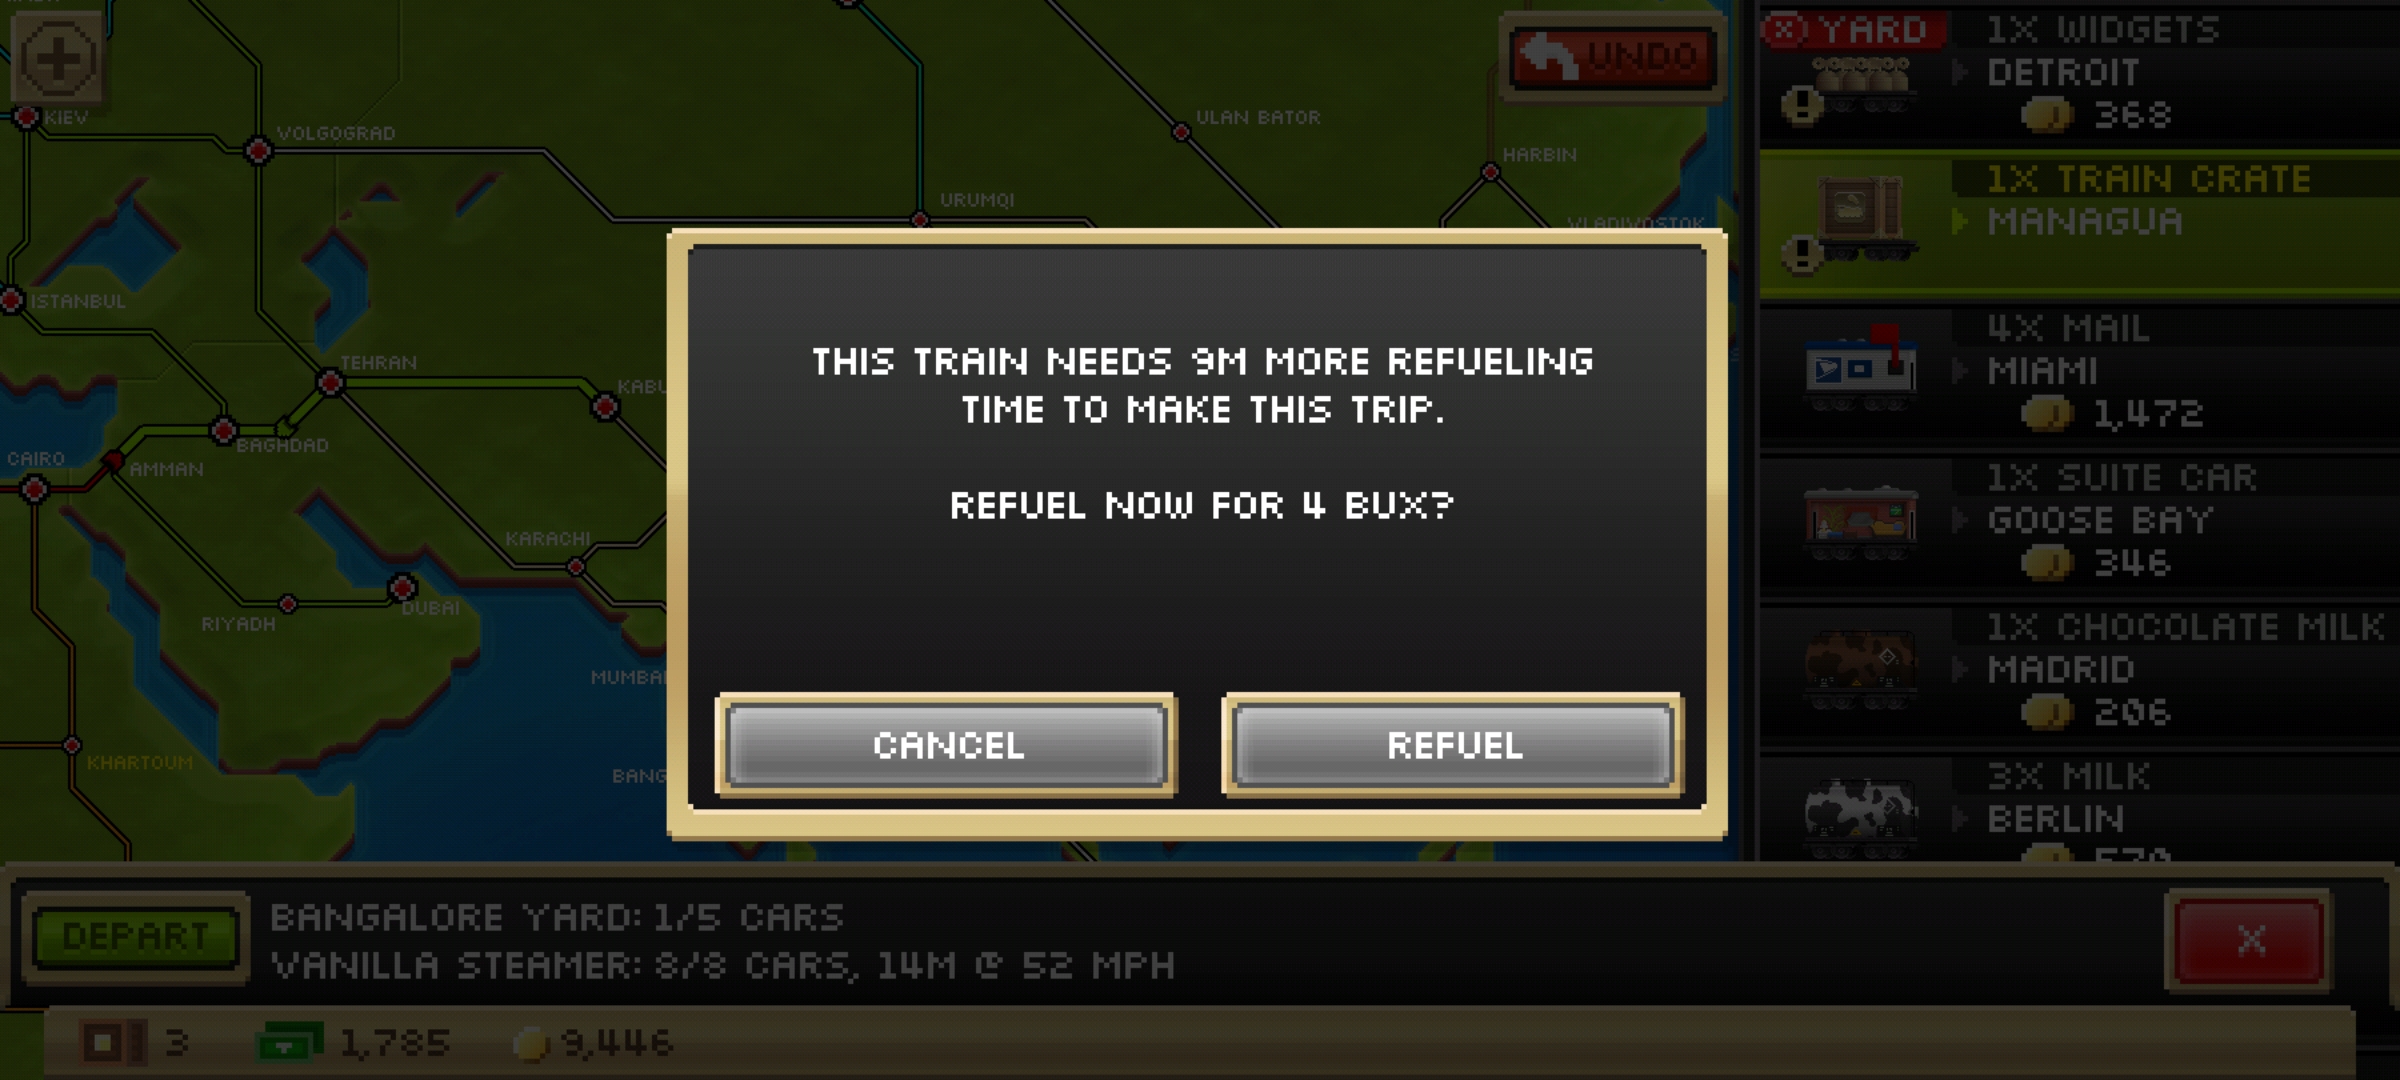 UNDO
KIEV
VOLGOGRAD
ULAN BATOR
HARBIN
URUMQI
VLADIVOSTOK
ISTANBUL
TEHRAN
BAGHDAD
CAIRO
AMMAN
KARACHI
DUBAI
RIYADH
KHARTOUM
THIS TRAIN NEEDS 9M MORE REFUELING
TIME TO MAKE THIS TRIP.
REFUEL NOW FOR 4 BUX?
CANCEL
REFUEL
YARD
1X WIDGETS
DETROIT
368
1X TRAIN CRATE
MANAGUA
4X MAIL
MIAMI
1,472
1X SUITE CAR
GOOSE BAY
346
1X CHOCOLATE MILK
MADRID
206
3X MILK
BERLIN
DEPART
BANGALORE YARD: 1/5 CARS
VANILLA STEAMER: 8/8 CARS, 14M @ 52 MPH
X
3
1,785
9,446